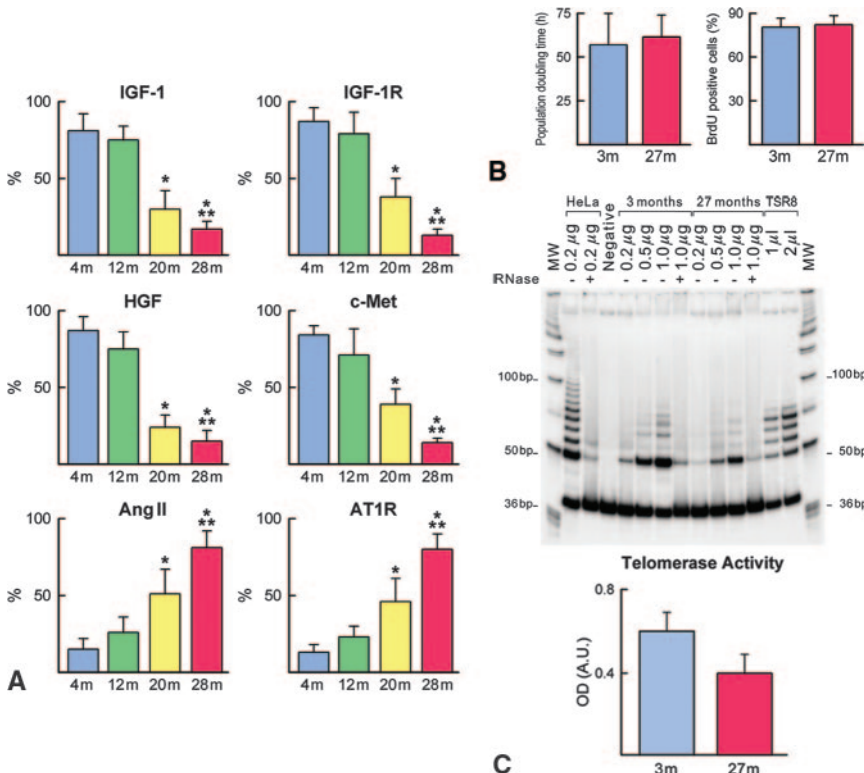 IGF-1
100
50
%
*
*
**
4m 12m 20m 28m
IGF-1R
100
50
*
*
**
4m 12m 20m 28m
HGF
100
50
%
*
*
**
4m 12m 20m 28m
c-Met
100
50
*
*
**
4m 12m 20m 28m
Ang II
100
50
%
*
*
**
4m 12m 20m 28m
AT1R
100
50
*
*
**
4m 12m 20m 28m
A
Population doubling time (h)
75
50
25
3m 27m
BrdU positive cells (%)
90
60
30
3m 27m
B
HeLa 3 months 27 months TSR8
MW 0.2 µg 0.2 µg Negative 0.2 µg 0.5 µg 1.0 µg 1.0 µg 0.2 µg 0.5 µg 1.0 µg 1.0 µg 1 µl 2 µl MW
RNase - + - - - + - - - + - -
100bp- -100bp
50bp- -50bp
36bp- -36bp
Telomerase Activity
OD (A.U.)
0.8
0.4
3m 27m
C